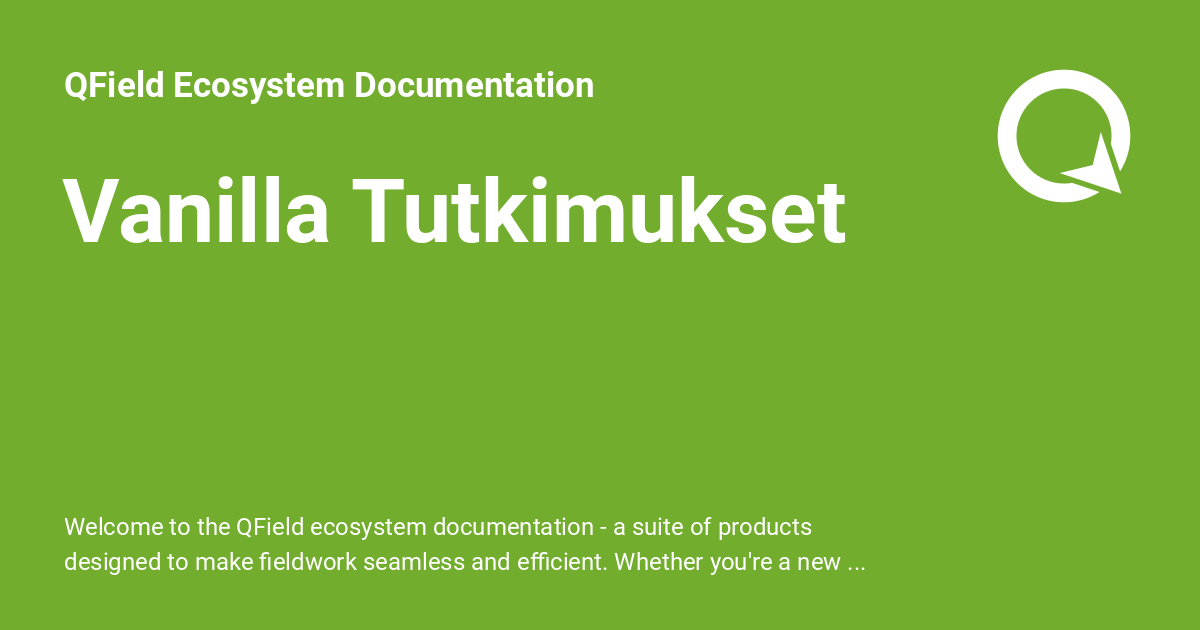 QField Ecosystem Documentation
Vanilla Tutkimukset
Welcome to the QField ecosystem documentation - a suite of products
designed to make fieldwork seamless and efficient. Whether you're a new ...